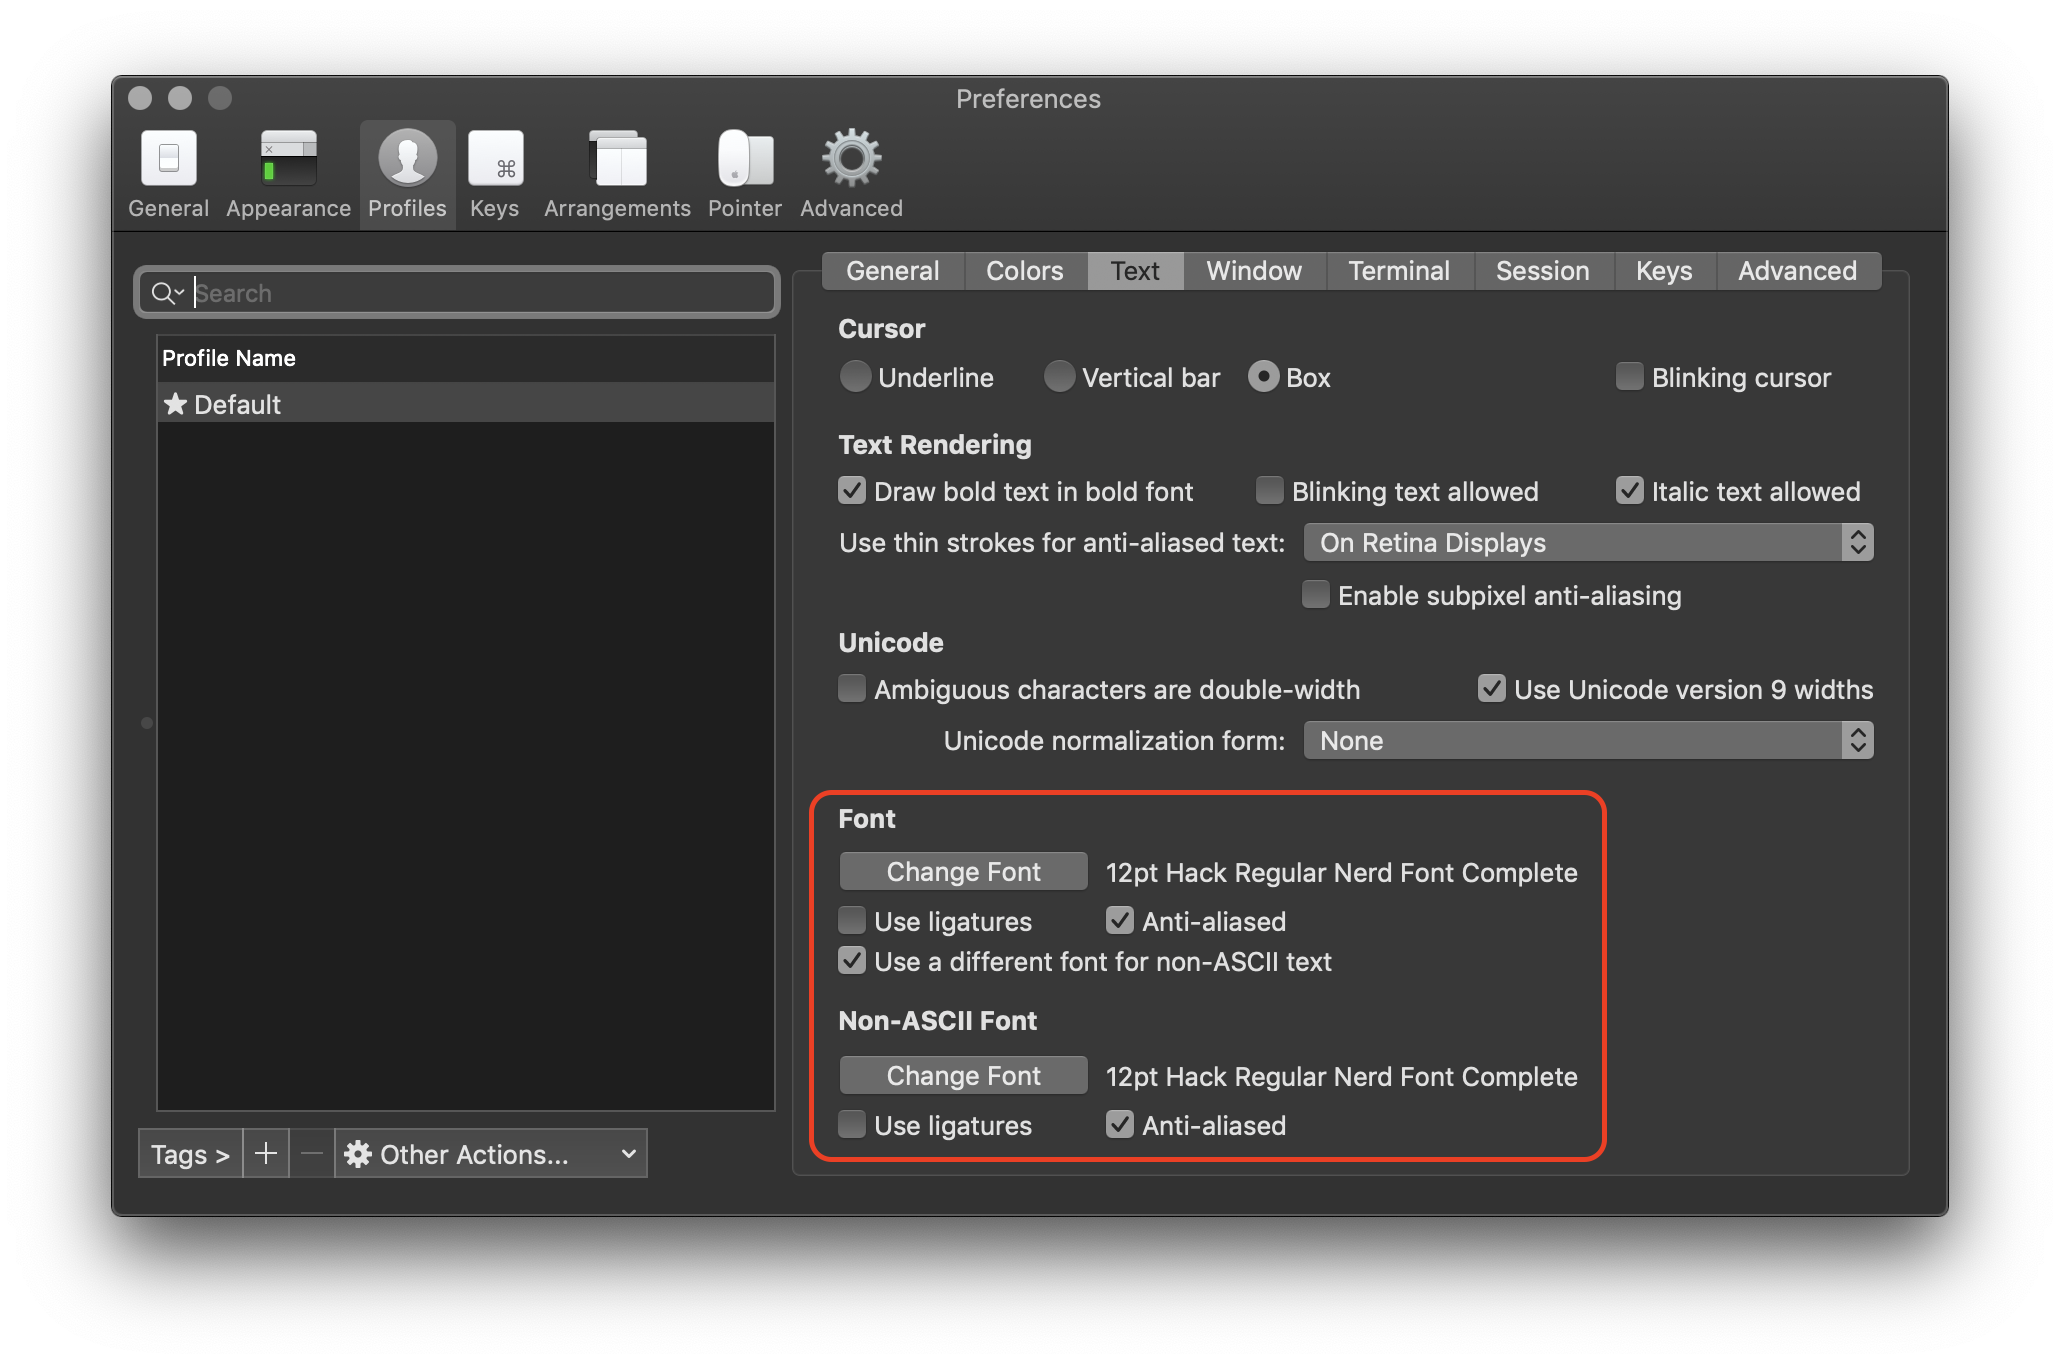 Preferences
General Appearance Profiles Keys Arrangements Pointer Advanced
Search
Profile Name
Default
Tags > + − Other Actions...
General Colors Text Window Terminal Session Keys Advanced
Cursor
Underline Vertical bar Box Blinking cursor
Text Rendering
Draw bold text in bold font Blinking text allowed Italic text allowed
Use thin strokes for anti-aliased text: On Retina Displays
Enable subpixel anti-aliasing
Unicode
Ambiguous characters are double-width Use Unicode version 9 widths
Unicode normalization form: None
Font
Change Font 12pt Hack Regular Nerd Font Complete
Use ligatures Anti-aliased
Use a different font for non-ASCII text
Non-ASCII Font
Change Font 12pt Hack Regular Nerd Font Complete
Use ligatures Anti-aliased